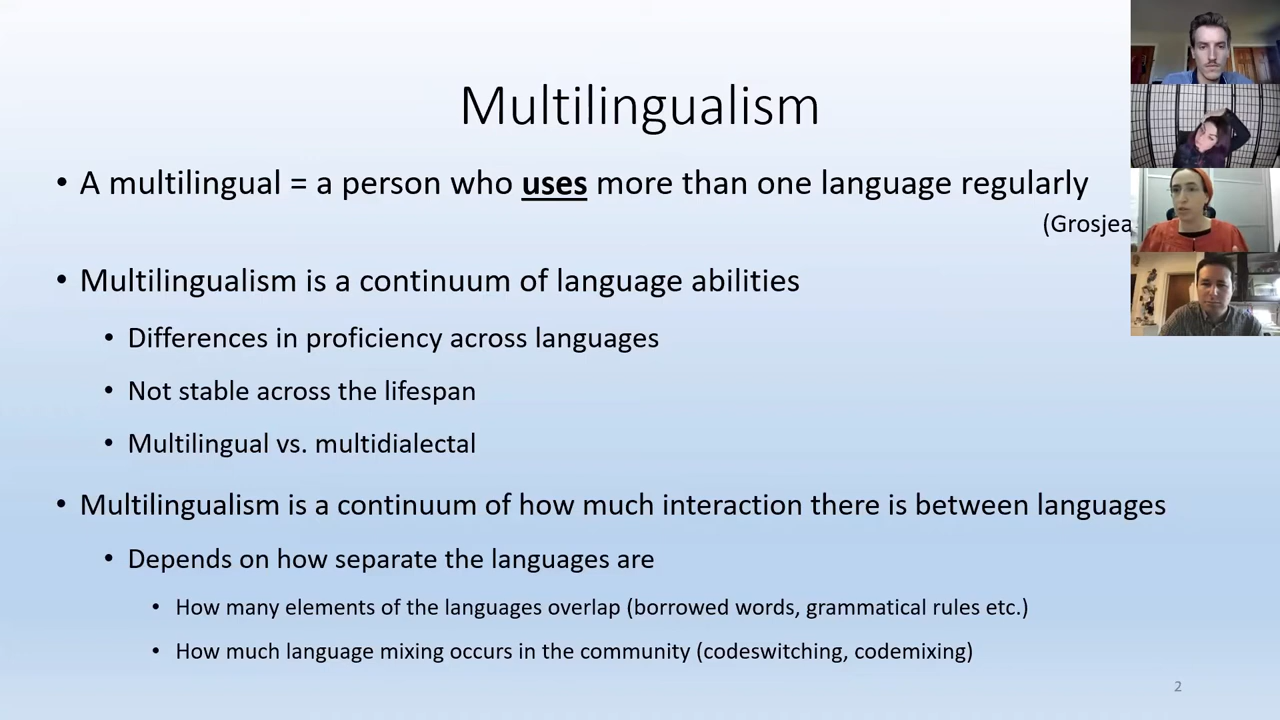 Multilingualism
• A multilingual = a person who uses more than one language regularly
(Grosjea
• Multilingualism is a continuum of language abilities
• Differences in proficiency across languages
• Not stable across the lifespan
• Multilingual vs. multidialectal
• Multilingualism is a continuum of how much interaction there is between languages
• Depends on how separate the languages are
• How many elements of the languages overlap (borrowed words, grammatical rules etc.)
• How much language mixing occurs in the community (codeswitching, codemixing)
2